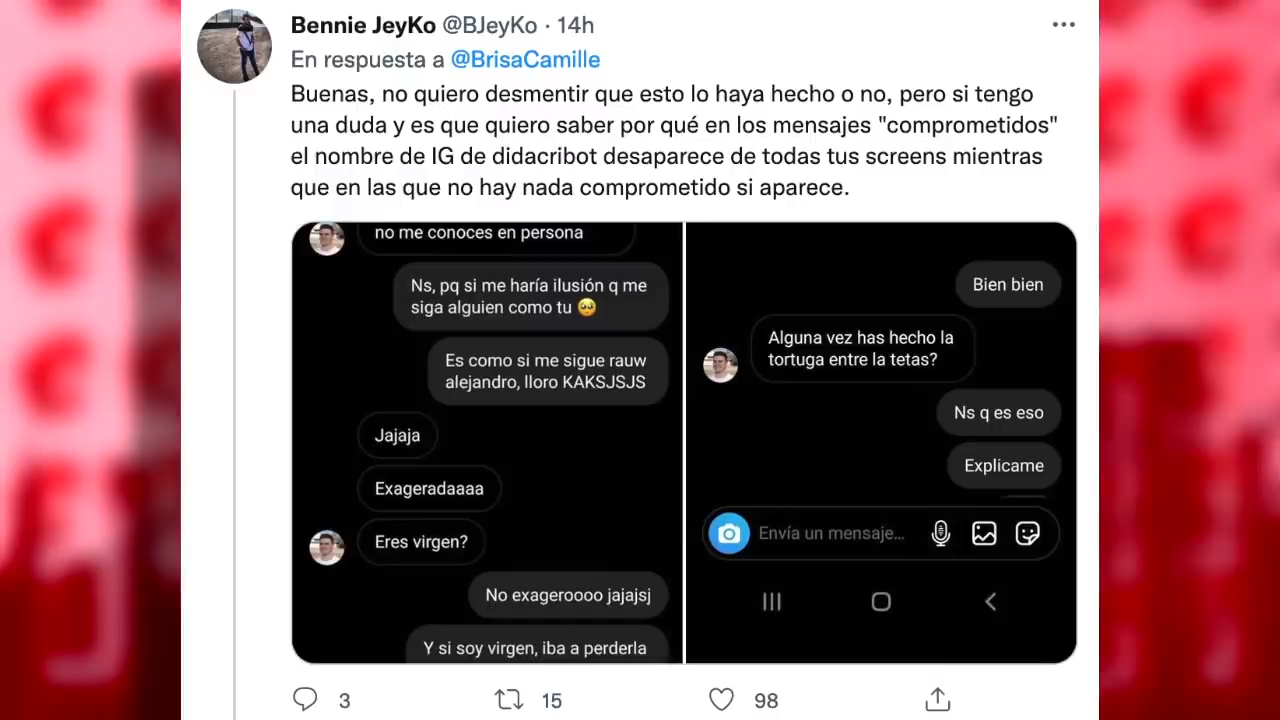 Bennie JeyKo @BJeyKo · 14h
En respuesta a @BrisaCamille
Buenas, no quiero desmentir que esto lo haya hecho o no, pero si tengo
una duda y es que quiero saber por qué en los mensajes "comprometidos"
el nombre de IG de didacribot desaparece de todas tus screens mientras
que en las que no hay nada comprometido si aparece.
no me conoces en persona
Ns, pq si me haría ilusión q me
siga alguien como tu 🥺
Es como si me sigue rauw
alejandro, lloro KAKSJSJS
Jajaja
Exageradaaaa
Eres virgen?
No exageroooo jajajsj
Y si soy virgen, iba a perderla
Bien bien
Alguna vez has hecho la
tortuga entre la tetas?
Ns q es eso
Explicame
Envía un mensaje...
3 15 98